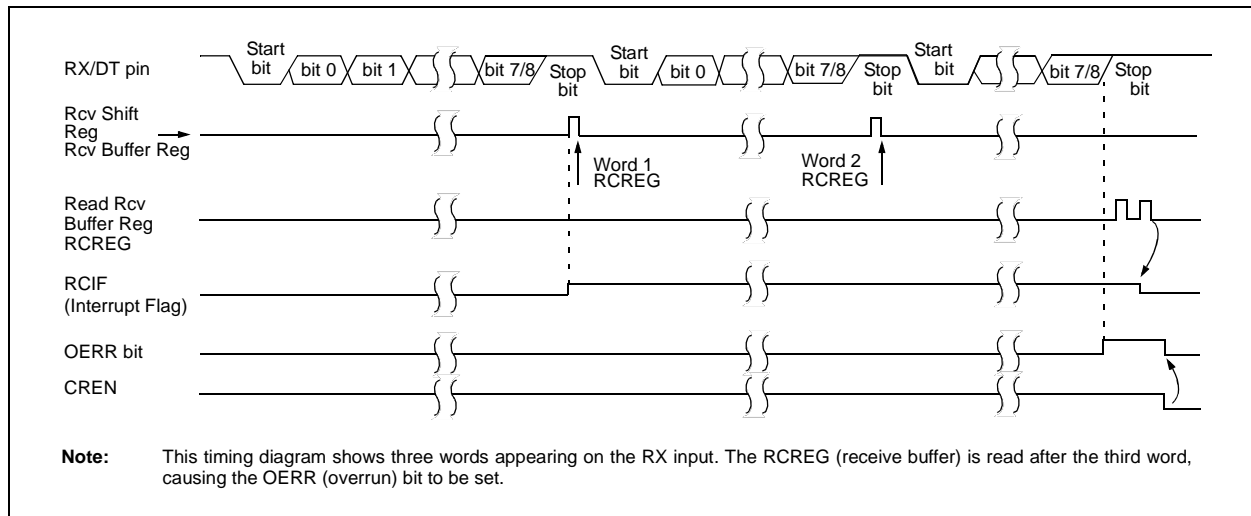 RX/DT pin
Start
bit
bit 0
bit 1
bit 7/8
Stop
bit
Start
bit
bit 0
bit 7/8
Stop
bit
Start
bit
bit 7/8
Stop
bit
Rcv Shift
Reg
Rcv Buffer Reg
Word 1
RCREG
Word 2
RCREG
Read Rcv
Buffer Reg
RCREG
RCIF
(Interrupt Flag)
OERR bit
CREN
Note: This timing diagram shows three words appearing on the RX input. The RCREG (receive buffer) is read after the third word,
causing the OERR (overrun) bit to be set.